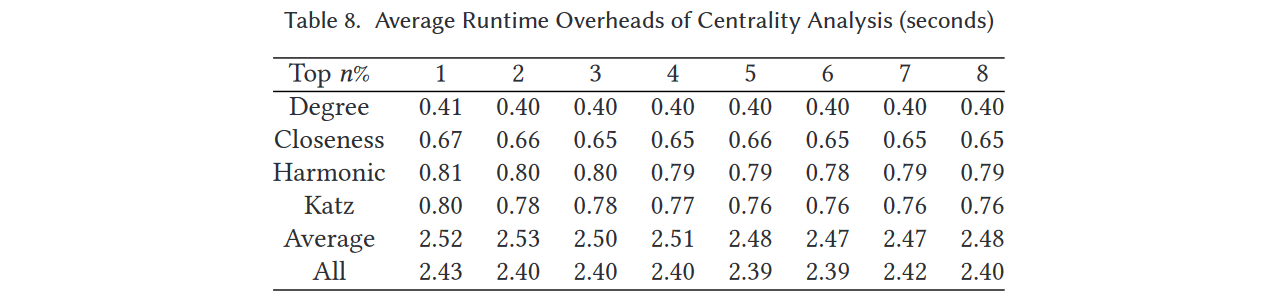 Table 8. Average Runtime Overheads of Centrality Analysis (seconds)
Top n% 1 2 3 4 5 6 7 8
Degree 0.41 0.40 0.40 0.40 0.40 0.40 0.40 0.40
Closeness 0.67 0.66 0.65 0.65 0.66 0.65 0.65 0.65
Harmonic 0.81 0.80 0.80 0.79 0.79 0.78 0.79 0.79
Katz 0.80 0.78 0.78 0.77 0.76 0.76 0.76 0.76
Average 2.52 2.53 2.50 2.51 2.48 2.47 2.47 2.48
All 2.43 2.40 2.40 2.40 2.39 2.39 2.42 2.40